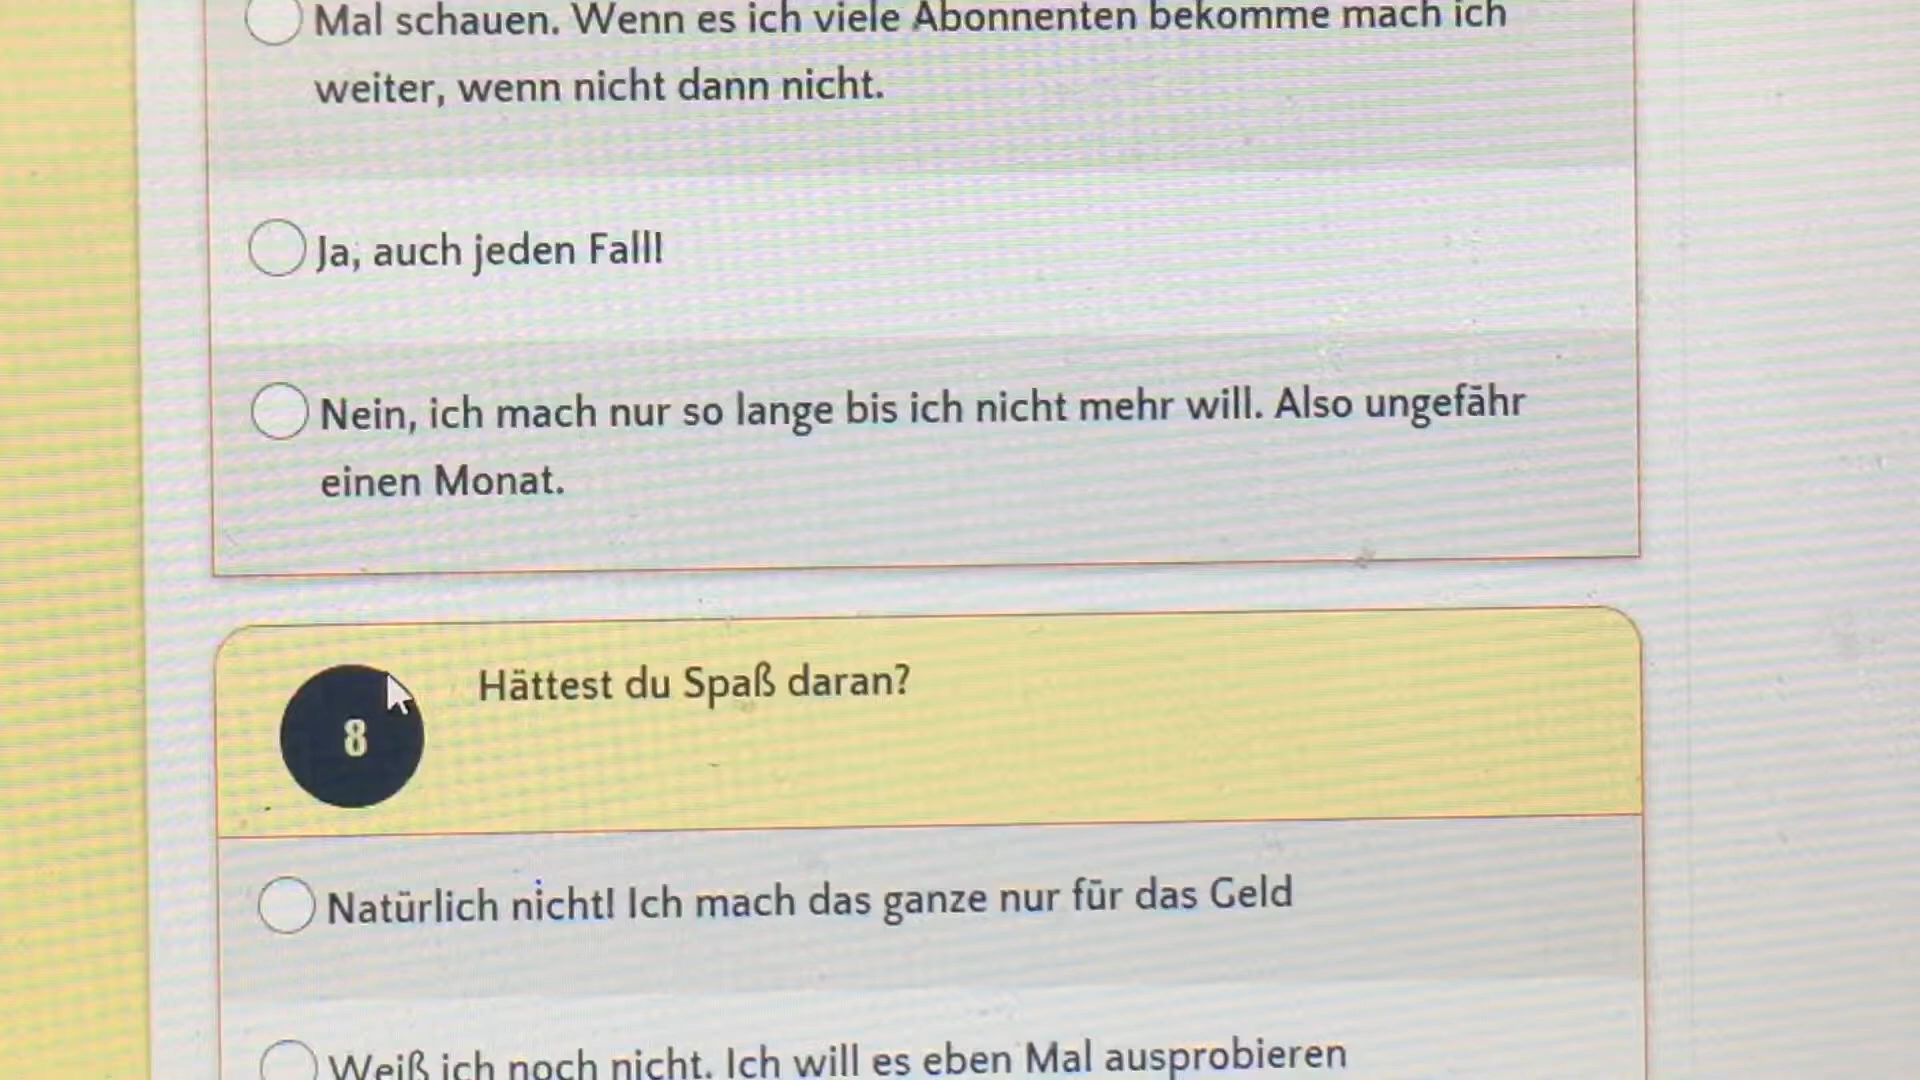 Mal schauen. Wenn es ich viele Abonnenten bekomme mach ich
weiter, wenn nicht dann nicht.
Ja, auch jeden Fall!
Nein, ich mach nur so lange bis ich nicht mehr will. Also ungefähr
einen Monat.
8
Hättest du Spaß daran?
Natürlich nicht! Ich mach das ganze nur für das Geld
Weiß ich noch nicht. Ich will es eben Mal ausprobieren